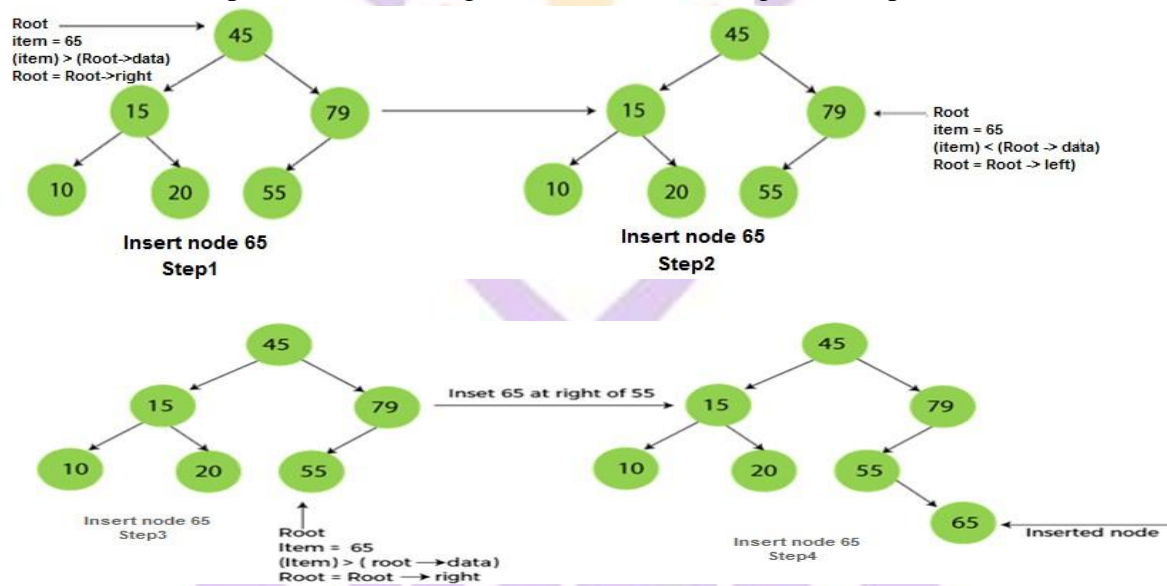 Root
item = 65
(item) > (Root->data)
Root = Root->right
45
15
79
10
20
55
Insert node 65
Step1
45
15
79
10
20
55
Root
item = 65
(item) < (Root -> data)
Root = Root -> left)
Insert node 65
Step2
45
15
79
10
20
55
Insert node 65
Step3
Root
Item = 65
(Item) > ( root → data)
Root = Root → right
Inset 65 at right of 55
45
15
79
10
20
55
65
Inserted node
Insert node 65
Step4